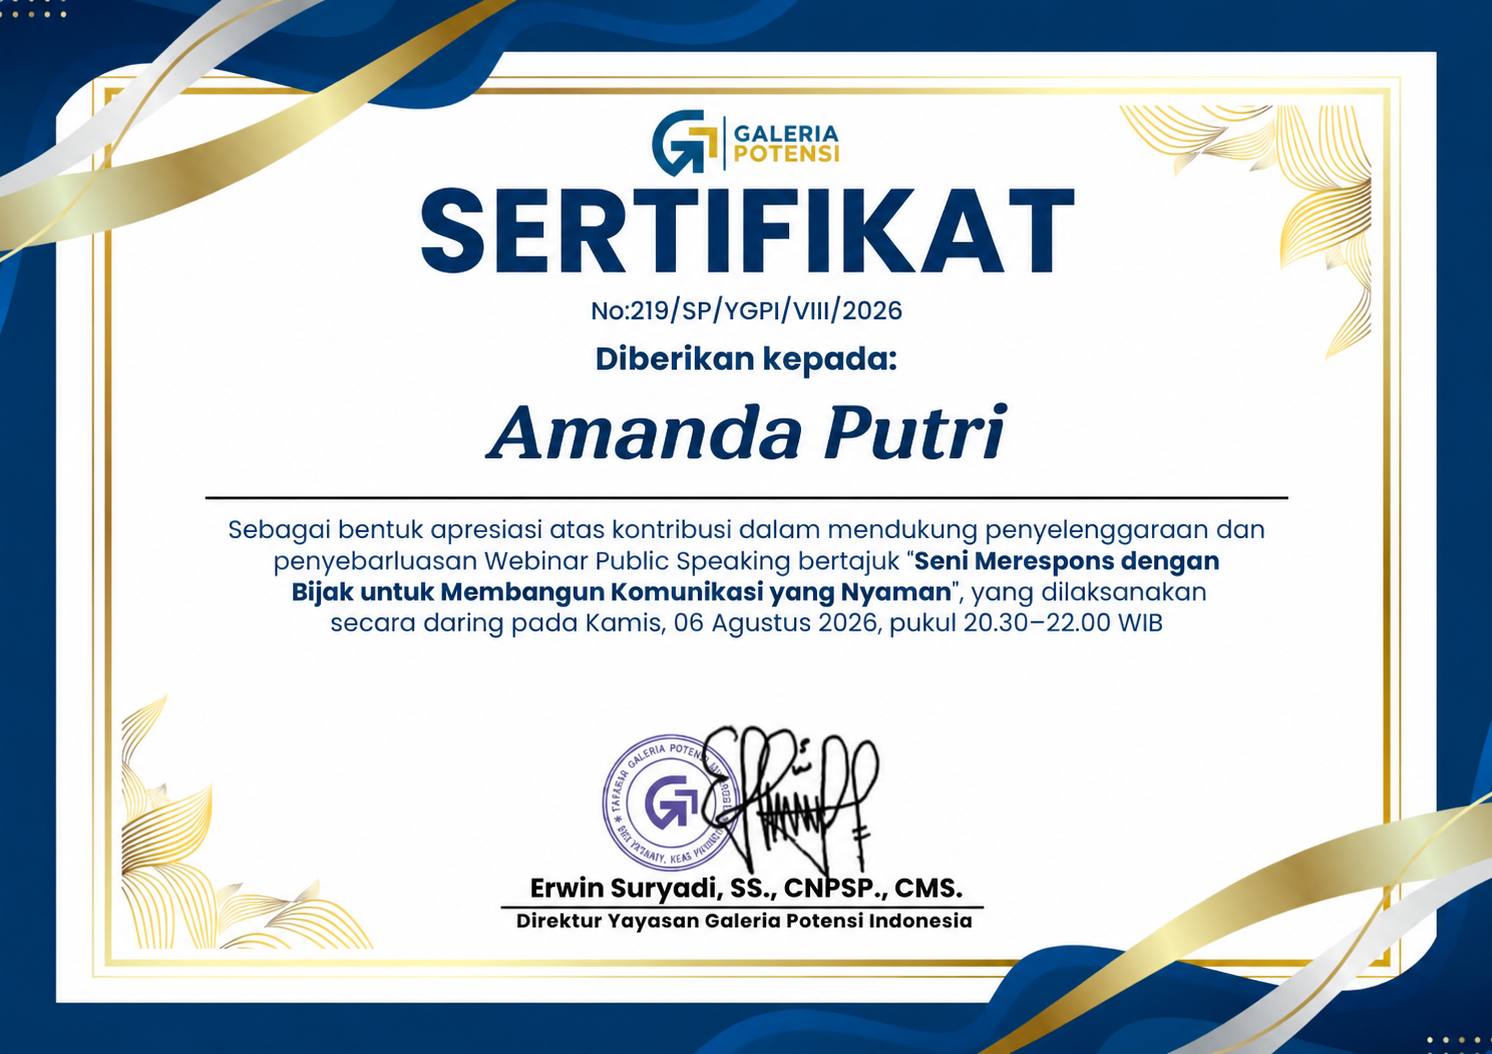 GALERIA
POTENSI
SERTIFIKAT
No:219/SP/YGPI/VIII/2026
Diberikan kepada:
Amanda Putri
Sebagai bentuk apresiasi atas kontribusi dalam mendukung penyelenggaraan dan
penyebarluasan Webinar Public Speaking bertajuk "Seni Merespons dengan
Bijak untuk Membangun Komunikasi yang Nyaman", yang dilaksanakan
secara daring pada Kamis, 06 Agustus 2026, pukul 20.30–22.00 WIB
GALERIA POTENSI
Erwin Suryadi, SS., CNPSP., CMS.
Direktur Yayasan Galeria Potensi Indonesia